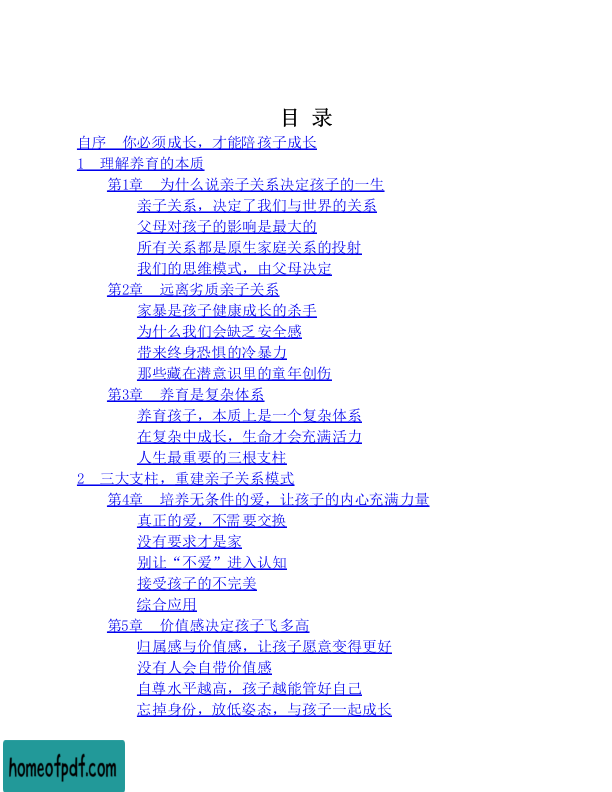 目 录
自序　你必须成长，才能陪孩子成长
1　理解养育的本质
第1章　为什么说亲子关系决定孩子的一生
亲子关系，决定了我们与世界的关系
父母对孩子的影响是最大的
所有关系都是原生家庭关系的投射
我们的思维模式，由父母决定
第2章　远离劣质亲子关系
家暴是孩子健康成长的杀手
为什么我们会缺乏安全感
带来终身恐惧的冷暴力
那些藏在潜意识里的童年创伤
第3章　养育是复杂体系
养育孩子，本质上是一个复杂体系
在复杂中成长，生命才会充满活力
人生最重要的三根支柱
2　三大支柱，重建亲子关系模式
第4章　培养无条件的爱，让孩子的内心充满力量
真正的爱，不需要交换
没有要求才是家
别让“不爱”进入认知
接受孩子的不完美
综合应用
第5章　价值感决定孩子飞多高
归属感与价值感，让孩子愿意变得更好
没有人会自带价值感
自尊水平越高，孩子越能管好自己
忘掉身份，放低姿态，与孩子一起成长
homeofpdf.com